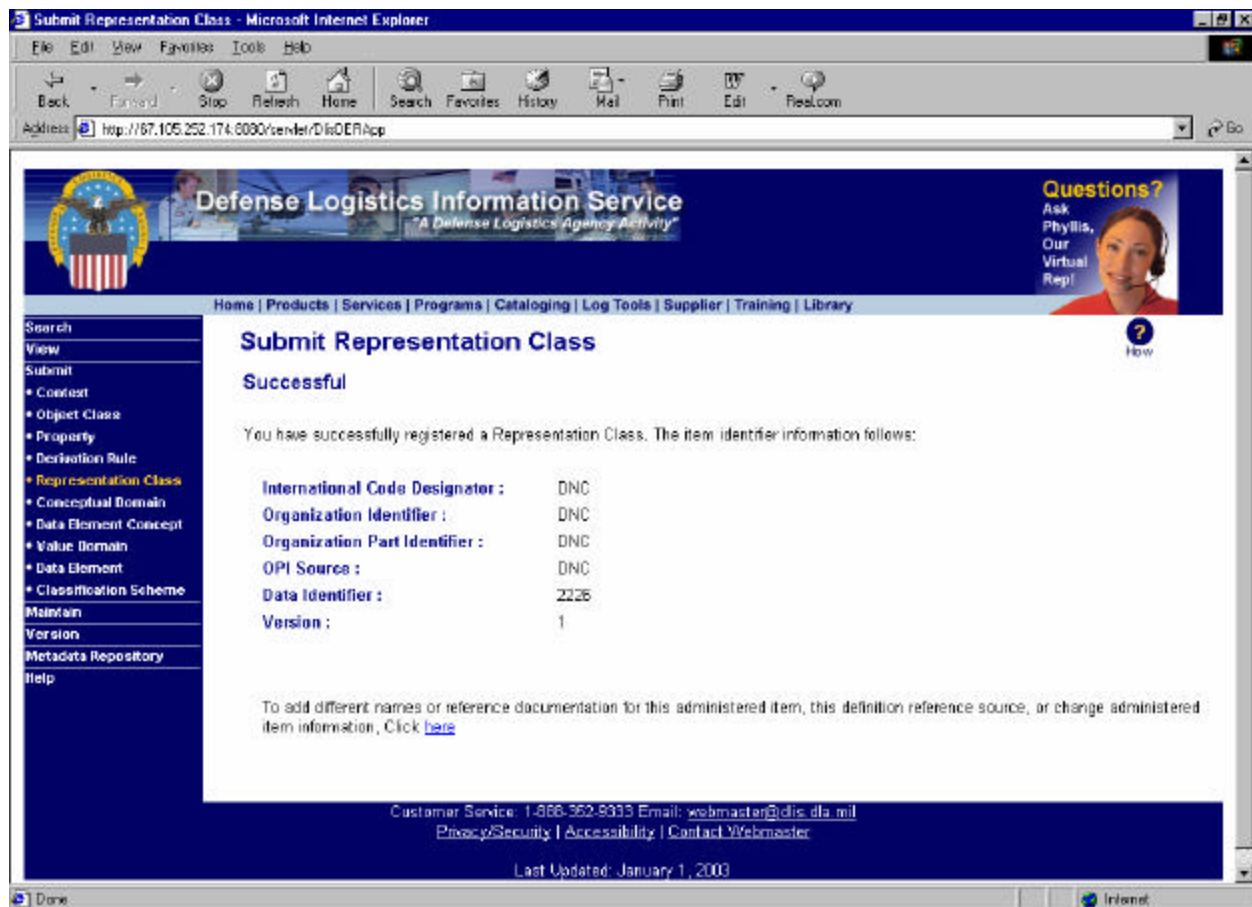 Submit Representation Class - Microsoft Internet Explorer
File Edit View Favorites Tools Help
Back Forward Stop Refresh Home Search Favorites History Mail Print Edit Real.com
Address http://67.105.252.174:8080/servlet/DlisDERApp Go
Defense Logistics Information Service
"A Defense Logistics Agency Activity"
Questions?
Ask
Phyllis,
Our
Virtual
Rep!
Home | Products | Services | Programs | Cataloging | Log Tools | Supplier | Training | Library
Search
View
Submit
• Context
• Object Class
• Property
• Derivation Rule
• Representation Class
• Conceptual Domain
• Data Element Concept
• Value Domain
• Data Element
• Classification Scheme
Maintain
Version
Metadata Repository
Help
Submit Representation Class
?
How
Successful
You have successfully registered a Representation Class. The item identifier information follows:
International Code Designator : DNC
Organization Identifier : DNC
Organization Part Identifier : DNC
OPI Source : DNC
Data Identifier : 2226
Version : 1
To add different names or reference documentation for this administered item, this definition reference source, or change administered
item information, Click here
Customer Service: 1-888-352-9333 Email: webmaster@dlis.dla.mil
Privacy/Security | Accessibility | Contact Webmaster
Last Updated: January 1, 2003
Done Internet